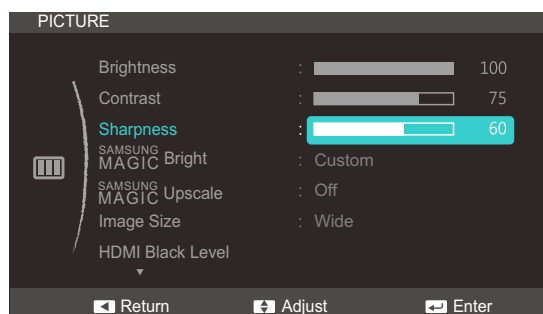 PICTURE
Brightness : 100
Contrast : 75
Sharpness : 60
SAMSUNG MAGIC Bright : Custom
SAMSUNG MAGIC Upscale : Off
Image Size : Wide
HDMI Black Level
Return Adjust Enter